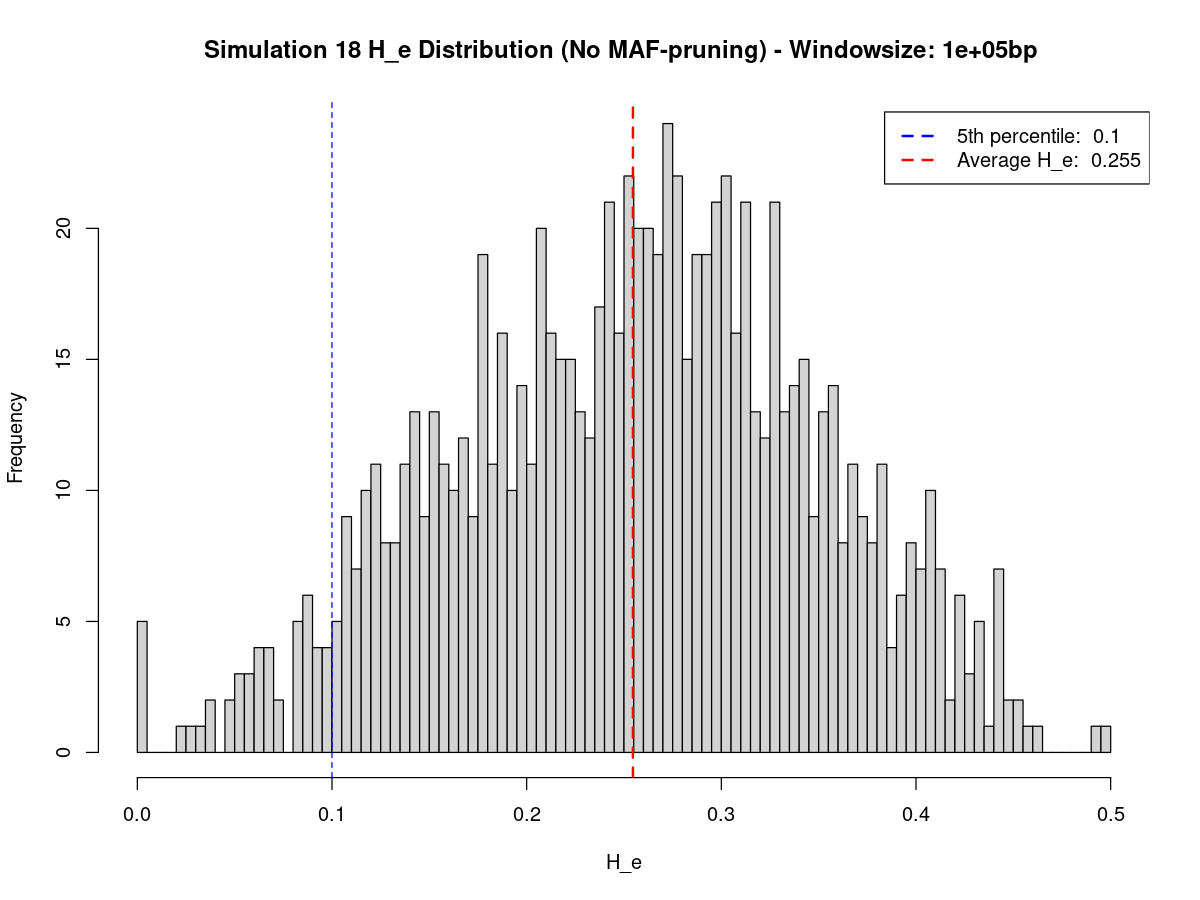 Simulation 18 H_e Distribution (No MAF-pruning) - Windowsize: 1e+05bp
5th percentile: 0.1
Average H_e: 0.255
Frequency
20
15
10
5
0
0.0 0.1 0.2 0.3 0.4 0.5
H_e